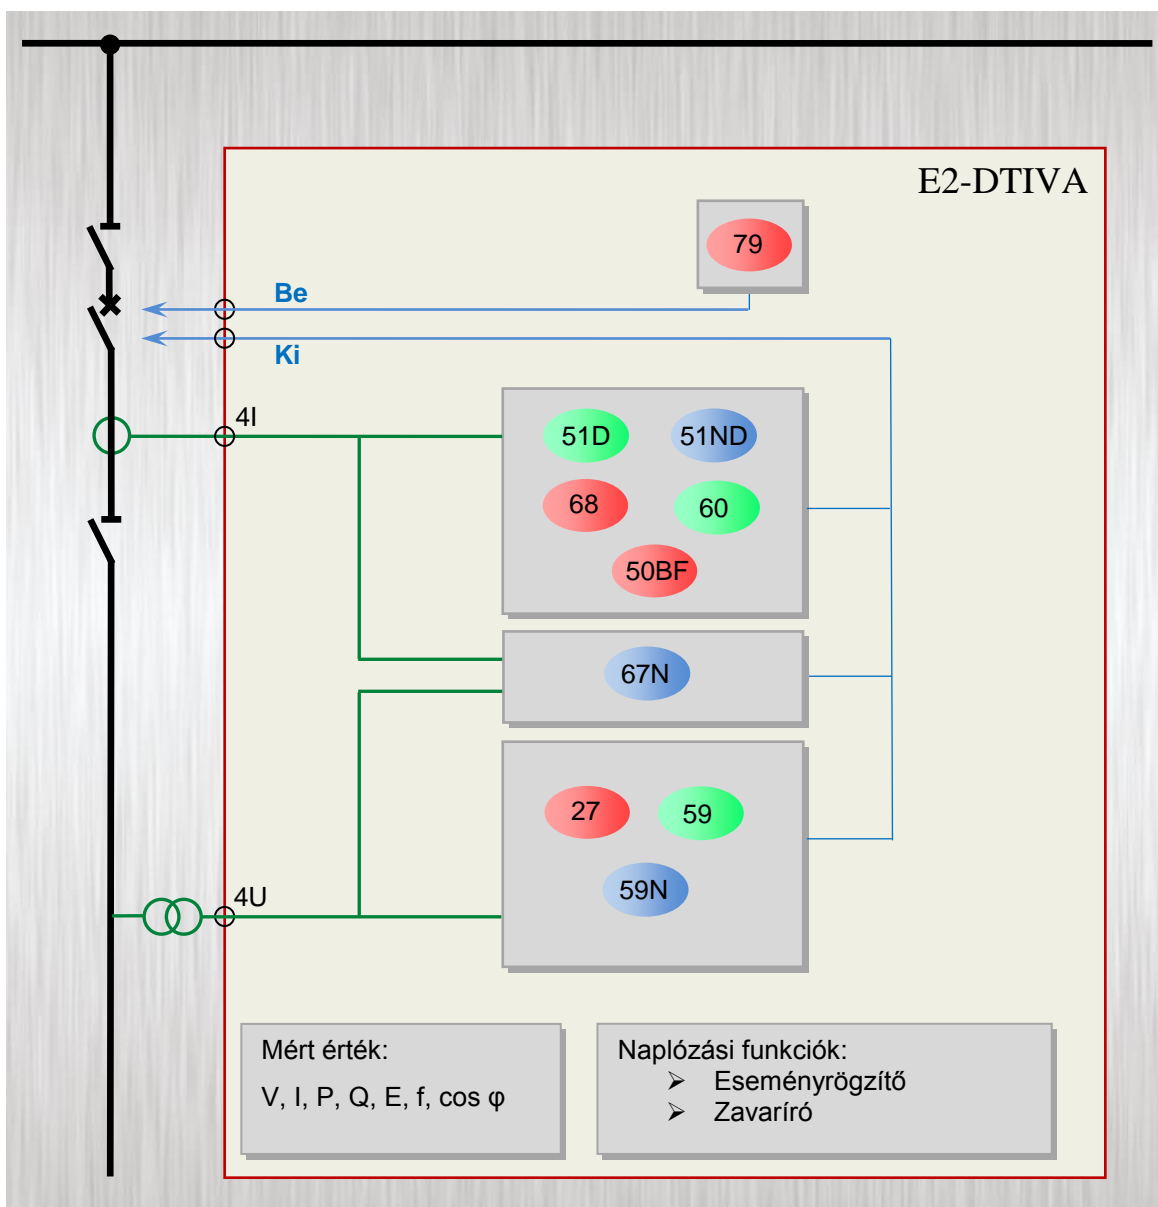 E2-DTIVA
79
Be
Ki
4I
51D 51ND
68 60
50BF
67N
27 59
59N
4U
Mért érték:
V, I, P, Q, E, f, cos φ
Naplózási funkciók:
➢ Eseményrögzítő
➢ Zavaríró